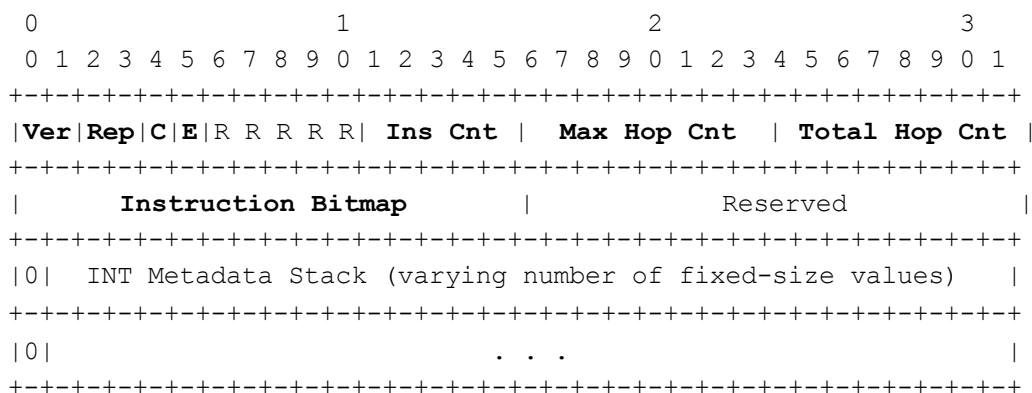 0                   1                   2                   3
 0 1 2 3 4 5 6 7 8 9 0 1 2 3 4 5 6 7 8 9 0 1 2 3 4 5 6 7 8 9 0 1
+-+-+-+-+-+-+-+-+-+-+-+-+-+-+-+-+-+-+-+-+-+-+-+-+-+-+-+-+-+-+-+-+
|Ver|Rep|C|E|R R R R R| Ins Cnt | Max Hop Cnt | Total Hop Cnt |
+-+-+-+-+-+-+-+-+-+-+-+-+-+-+-+-+-+-+-+-+-+-+-+-+-+-+-+-+-+-+-+-+
| Instruction Bitmap | Reserved |
+-+-+-+-+-+-+-+-+-+-+-+-+-+-+-+-+-+-+-+-+-+-+-+-+-+-+-+-+-+-+-+-+
|0| INT Metadata Stack (varying number of fixed-size values) |
+-+-+-+-+-+-+-+-+-+-+-+-+-+-+-+-+-+-+-+-+-+-+-+-+-+-+-+-+-+-+-+-+
|0| . . . |
+-+-+-+-+-+-+-+-+-+-+-+-+-+-+-+-+-+-+-+-+-+-+-+-+-+-+-+-+-+-+-+-+